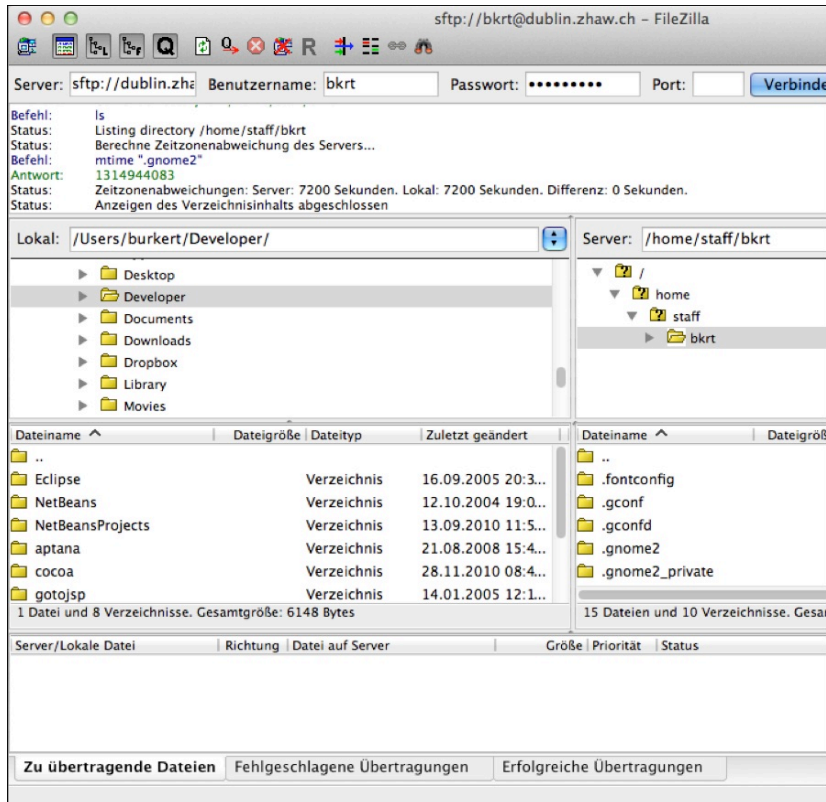 sftp://bkrt@dublin.zhaw.ch – FileZilla
Server: sftp://dublin.zha Benutzername: bkrt Passwort: ••••••••• Port: Verbinde
Befehl: ls
Status: Listing directory /home/staff/bkrt
Status: Berechne Zeitzonenabweichung des Servers...
Befehl: mtime ".gnome2"
Antwort: 1314944083
Status: Zeitzonenabweichungen: Server: 7200 Sekunden. Lokal: 7200 Sekunden. Differenz: 0 Sekunden.
Status: Anzeigen des Verzeichnisinhalts abgeschlossen
Lokal: /Users/burkert/Developer/
Desktop
Developer
Documents
Downloads
Dropbox
Library
Movies
Server: /home/staff/bkrt
/
home
staff
bkrt
Dateiname Dateigröße Dateityp Zuletzt geändert
..
Eclipse Verzeichnis 16.09.2005 20:3...
NetBeans Verzeichnis 12.10.2004 19:0...
NetBeansProjects Verzeichnis 13.09.2010 11:5...
aptana Verzeichnis 21.08.2008 15:4...
cocoa Verzeichnis 28.11.2010 08:4...
gotojsp Verzeichnis 14.01.2005 12:1...
1 Datei und 8 Verzeichnisse. Gesamtgröße: 6148 Bytes
Dateiname Dateigröß
..
.fontconfig
.gconf
.gconfd
.gnome2
.gnome2_private
15 Dateien und 10 Verzeichnisse. Gesar
Server/Lokale Datei Richtung Datei auf Server Größe Priorität Status
Zu übertragende Dateien Fehlgeschlagene Übertragungen Erfolgreiche Übertragungen